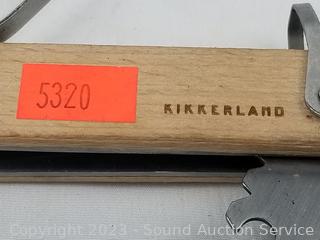 5320
KIKKERLAND
Copyright 2023 - Sound Auction Service